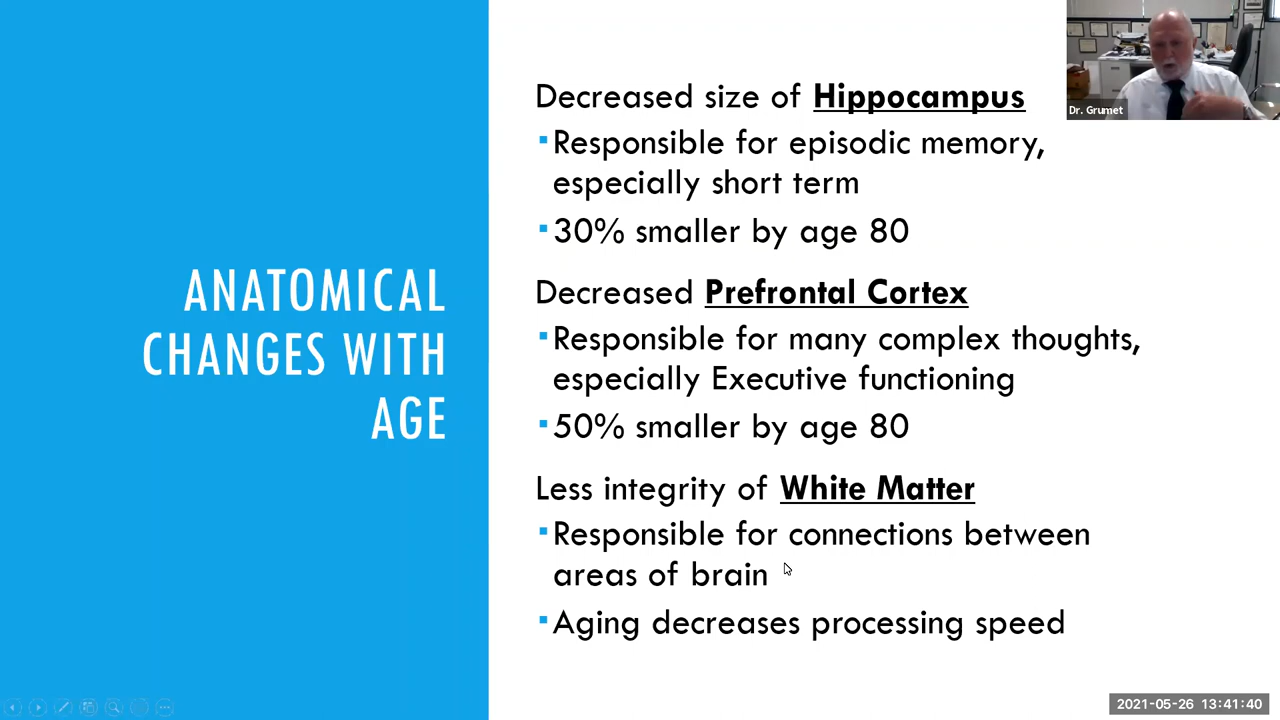 ANATOMICAL
CHANGES WITH
AGE
Decreased size of Hippocampus
Responsible for episodic memory,
especially short term
30% smaller by age 80
Decreased Prefrontal Cortex
Responsible for many complex thoughts,
especially Executive functioning
50% smaller by age 80
Less integrity of White Matter
Responsible for connections between
areas of brain
Aging decreases processing speed
Dr. Grumet
2021-05-26 13:41:40